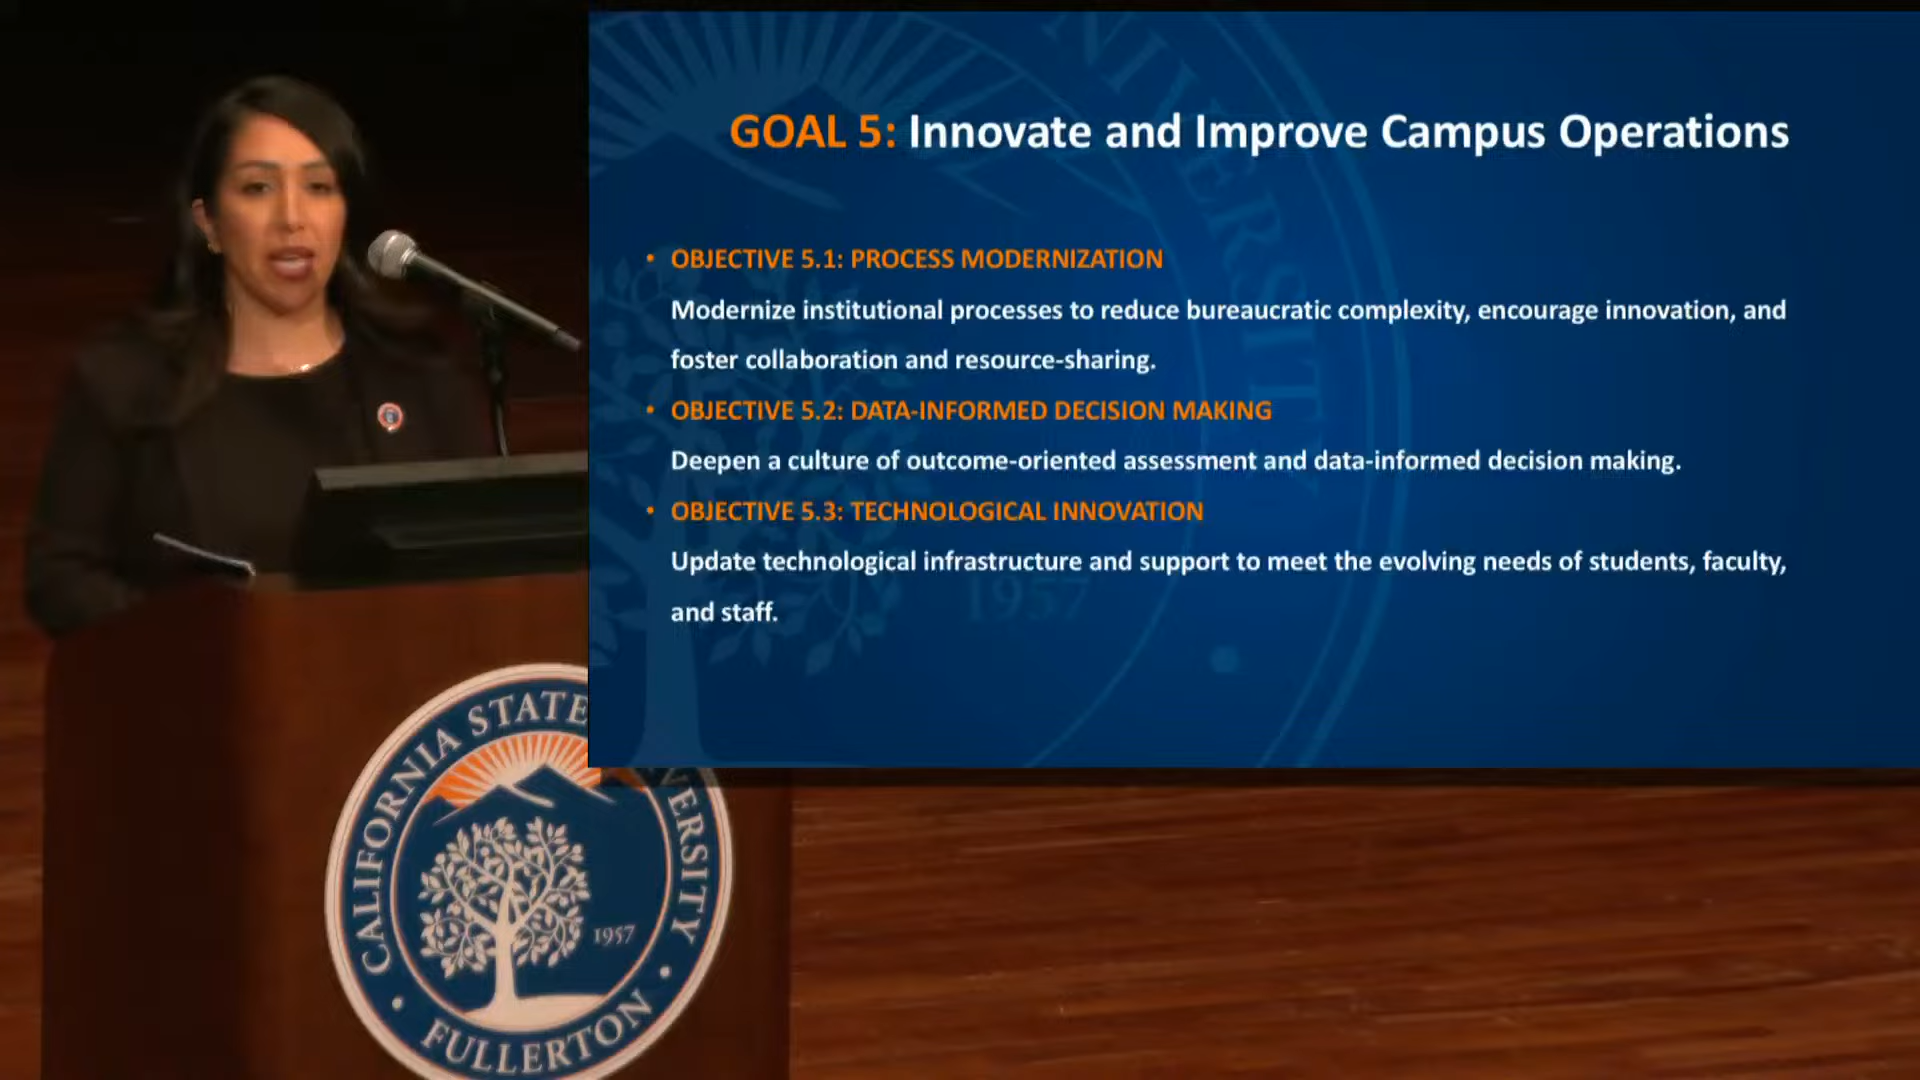 GOAL 5: Innovate and Improve Campus Operations
• OBJECTIVE 5.1: PROCESS MODERNIZATION
Modernize institutional processes to reduce bureaucratic complexity, encourage innovation, and
foster collaboration and resource-sharing.
• OBJECTIVE 5.2: DATA-INFORMED DECISION MAKING
Deepen a culture of outcome-oriented assessment and data-informed decision making.
• OBJECTIVE 5.3: TECHNOLOGICAL INNOVATION
Update technological infrastructure and support to meet the evolving needs of students, faculty,
and staff.
NIVERSITY
1957
CALIFORNIA STATE
VERSITY
FULLERTON
1957